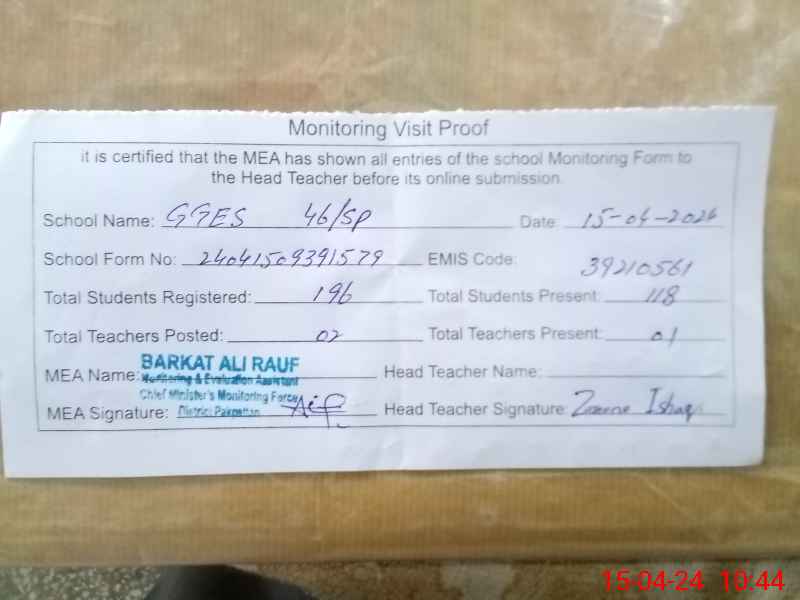 Monitoring Visit Proof
it is certified that the MEA has shown all entries of the school Monitoring Form to
the Head Teacher before its online submission.
School Name: GGES 46/SP Date: 15-04-2024
School Form No: 24041509391579 EMIS Code: 39210561
Total Students Registered: 196 Total Students Present: 118
Total Teachers Posted: 02 Total Teachers Present: 01
MEA Name: BARKAT ALI RAUF Head Teacher Name:
Monitoring & Evaluation Assistant
Chief Minister's Monitoring Force
MEA Signature: District Pakpattan Head Teacher Signature: Ishaq
15-04-24 10:44